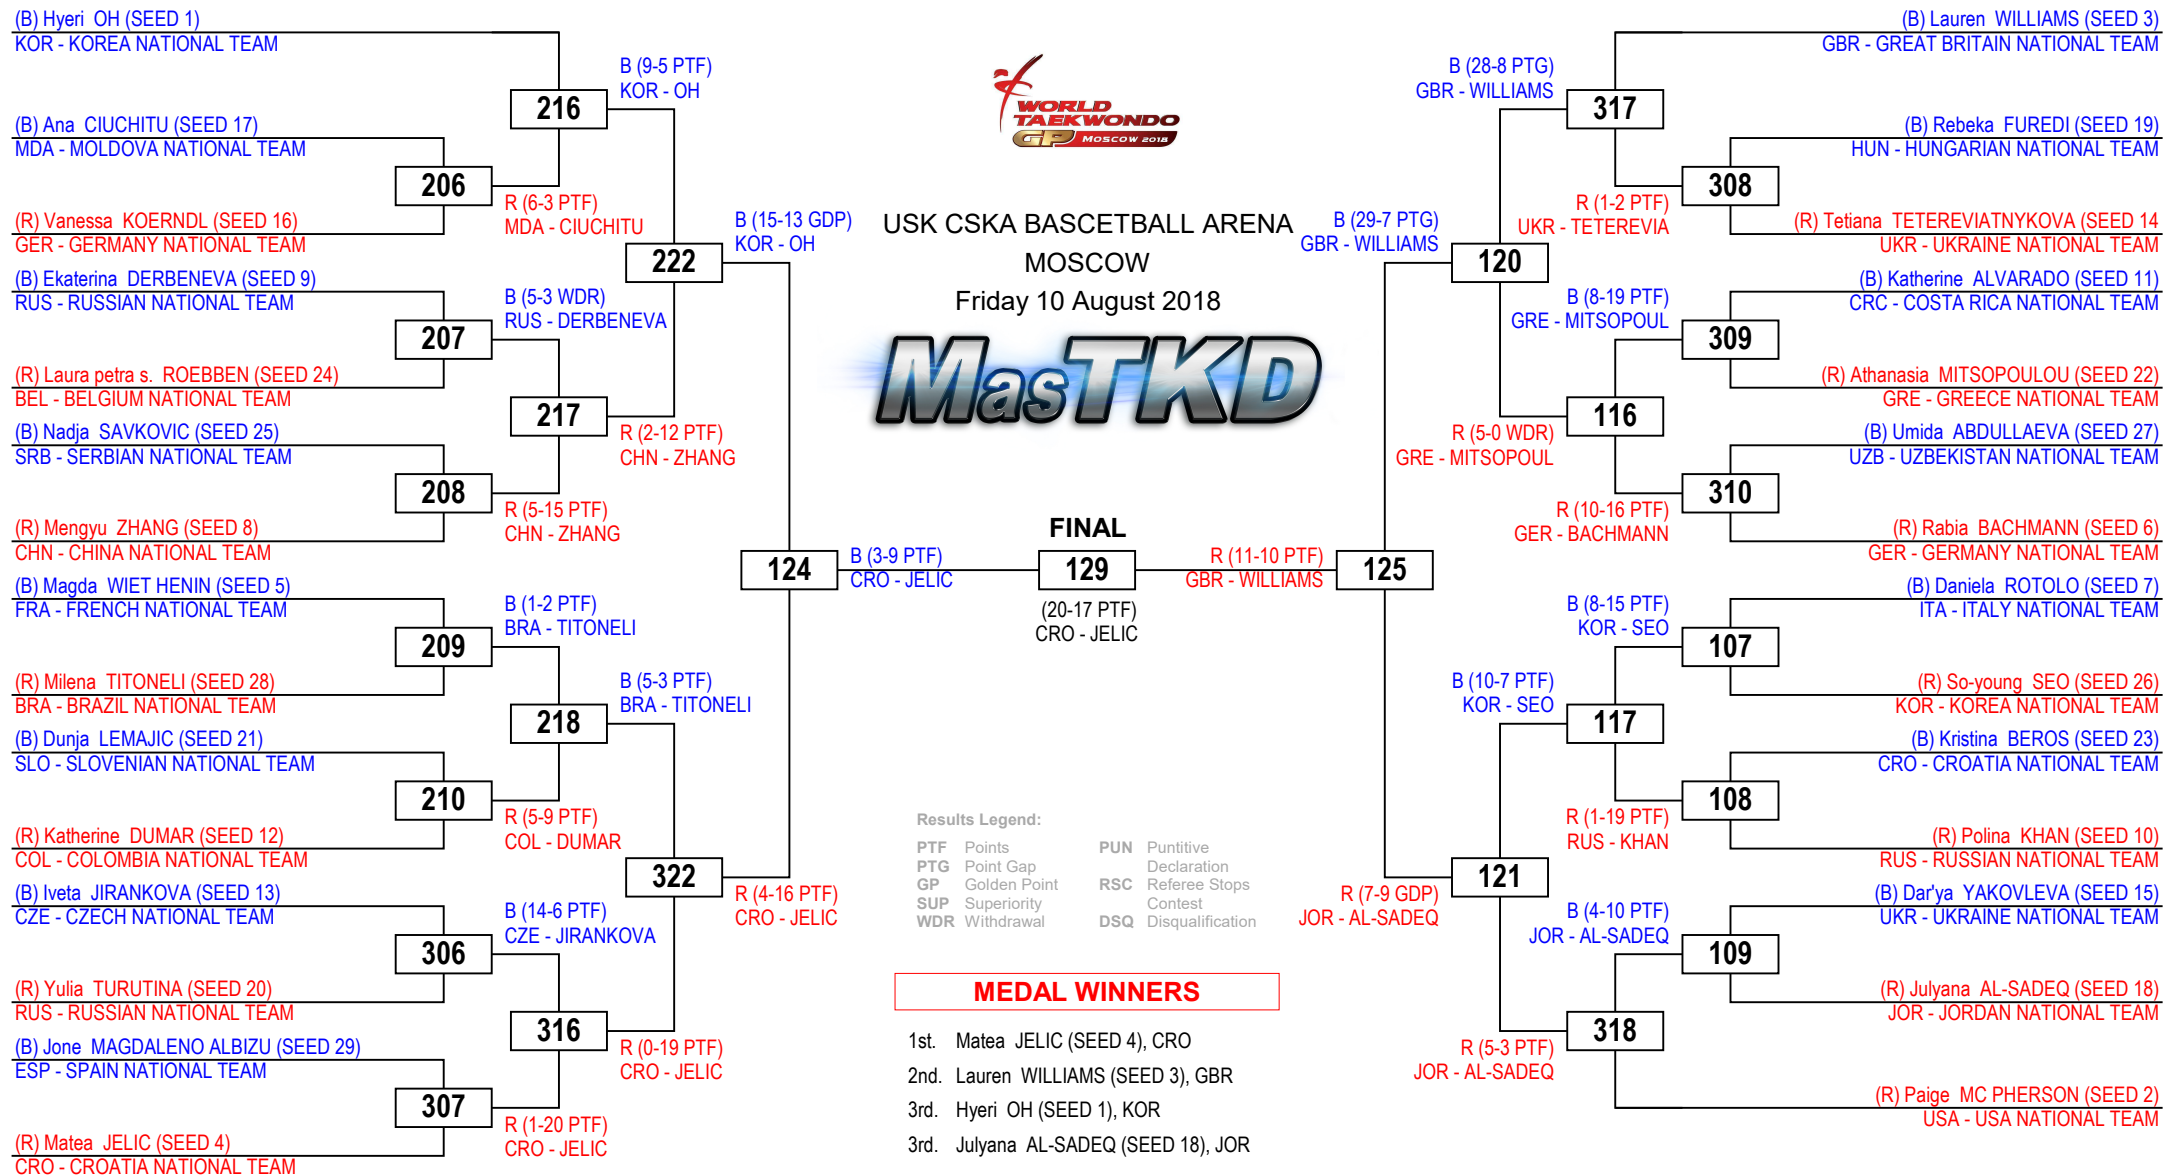 (B) Hyeri OH (SEED 1)
KOR - KOREA NATIONAL TEAM
(B) Ana CIUCHITU (SEED 17)
MDA - MOLDOVA NATIONAL TEAM
(R) Vanessa KOERNDL (SEED 16)
GER - GERMANY NATIONAL TEAM
(B) Ekaterina DERBENEVA (SEED 9)
RUS - RUSSIAN NATIONAL TEAM
(R) Laura petra s. ROEBBEN (SEED 24)
BEL - BELGIUM NATIONAL TEAM
(B) Nadja SAVKOVIC (SEED 25)
SRB - SERBIAN NATIONAL TEAM
(R) Mengyu ZHANG (SEED 8)
CHN - CHINA NATIONAL TEAM
(B) Magda WIET HENIN (SEED 5)
FRA - FRENCH NATIONAL TEAM
(R) Milena TITONELI (SEED 28)
BRA - BRAZIL NATIONAL TEAM
(B) Dunja LEMAJIC (SEED 21)
SLO - SLOVENIAN NATIONAL TEAM
(R) Katherine DUMAR (SEED 12)
COL - COLOMBIA NATIONAL TEAM
(B) Iveta JIRANKOVA (SEED 13)
CZE - CZECH NATIONAL TEAM
(R) Yulia TURUTINA (SEED 20)
RUS - RUSSIAN NATIONAL TEAM
(B) Jone MAGDALENO ALBIZU (SEED 29)
ESP - SPAIN NATIONAL TEAM
(R) Matea JELIC (SEED 4)
CRO - CROATIA NATIONAL TEAM
206
207
208
209
210
306
307
R (6-3 PTF)
MDA - CIUCHITU
B (5-3 WDR)
RUS - DERBENEVA
R (5-15 PTF)
CHN - ZHANG
B (1-2 PTF)
BRA - TITONELI
R (5-9 PTF)
COL - DUMAR
B (14-6 PTF)
CZE - JIRANKOVA
R (1-20 PTF)
CRO - JELIC
216
217
218
316
B (9-5 PTF)
KOR - OH
R (2-12 PTF)
CHN - ZHANG
B (5-3 PTF)
BRA - TITONELI
R (0-19 PTF)
CRO - JELIC
222
322
B (15-13 GDP)
KOR - OH
R (4-16 PTF)
CRO - JELIC
124
B (3-9 PTF)
CRO - JELIC
WORLD
TAEKWONDO
GP MOSCOW 2018
USK CSKA BASCETBALL ARENA
MOSCOW
Friday 10 August 2018
MasTKD
FINAL
129
(20-17 PTF)
CRO - JELIC
Results Legend:
PTF Points
PTG Point Gap
GP Golden Point
SUP Superiority
WDR Withdrawal
PUN Puntitive
Declaration
RSC Referee Stops
Contest
DSQ Disqualification
MEDAL WINNERS
1st. Matea JELIC (SEED 4), CRO
2nd. Lauren WILLIAMS (SEED 3), GBR
3rd. Hyeri OH (SEED 1), KOR
3rd. Julyana AL-SADEQ (SEED 18), JOR
R (11-10 PTF)
GBR - WILLIAMS
125
B (29-7 PTG)
GBR - WILLIAMS
R (7-9 GDP)
JOR - AL-SADEQ
120
121
B (28-8 PTG)
GBR - WILLIAMS
R (5-0 WDR)
GRE - MITSOPOUL
B (10-7 PTF)
KOR - SEO
R (5-3 PTF)
JOR - AL-SADEQ
317
116
117
318
R (1-2 PTF)
UKR - TETEREVIA
B (8-19 PTF)
GRE - MITSOPOUL
R (10-16 PTF)
GER - BACHMANN
B (8-15 PTF)
KOR - SEO
R (1-19 PTF)
RUS - KHAN
B (4-10 PTF)
JOR - AL-SADEQ
308
309
310
107
108
109
(B) Lauren WILLIAMS (SEED 3)
GBR - GREAT BRITAIN NATIONAL TEAM
(B) Rebeka FUREDI (SEED 19)
HUN - HUNGARIAN NATIONAL TEAM
(R) Tetiana TETEREVIATNYKOVA (SEED 14
UKR - UKRAINE NATIONAL TEAM
(B) Katherine ALVARADO (SEED 11)
CRC - COSTA RICA NATIONAL TEAM
(R) Athanasia MITSOPOULOU (SEED 22)
GRE - GREECE NATIONAL TEAM
(B) Umida ABDULLAEVA (SEED 27)
UZB - UZBEKISTAN NATIONAL TEAM
(R) Rabia BACHMANN (SEED 6)
GER - GERMANY NATIONAL TEAM
(B) Daniela ROTOLO (SEED 7)
ITA - ITALY NATIONAL TEAM
(R) So-young SEO (SEED 26)
KOR - KOREA NATIONAL TEAM
(B) Kristina BEROS (SEED 23)
CRO - CROATIA NATIONAL TEAM
(R) Polina KHAN (SEED 10)
RUS - RUSSIAN NATIONAL TEAM
(B) Dar'ya YAKOVLEVA (SEED 15)
UKR - UKRAINE NATIONAL TEAM
(R) Julyana AL-SADEQ (SEED 18)
JOR - JORDAN NATIONAL TEAM
(R) Paige MC PHERSON (SEED 2)
USA - USA NATIONAL TEAM